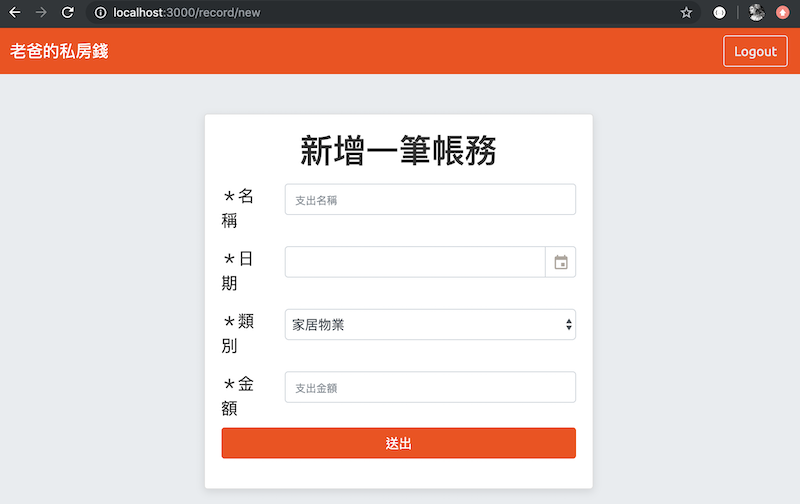 localhost:3000/record/new
老爸的私房錢
Logout
新增一筆帳務
＊名
稱
支出名稱
＊日
期
＊類
別
家居物業
＊金
額
支出金額
送出